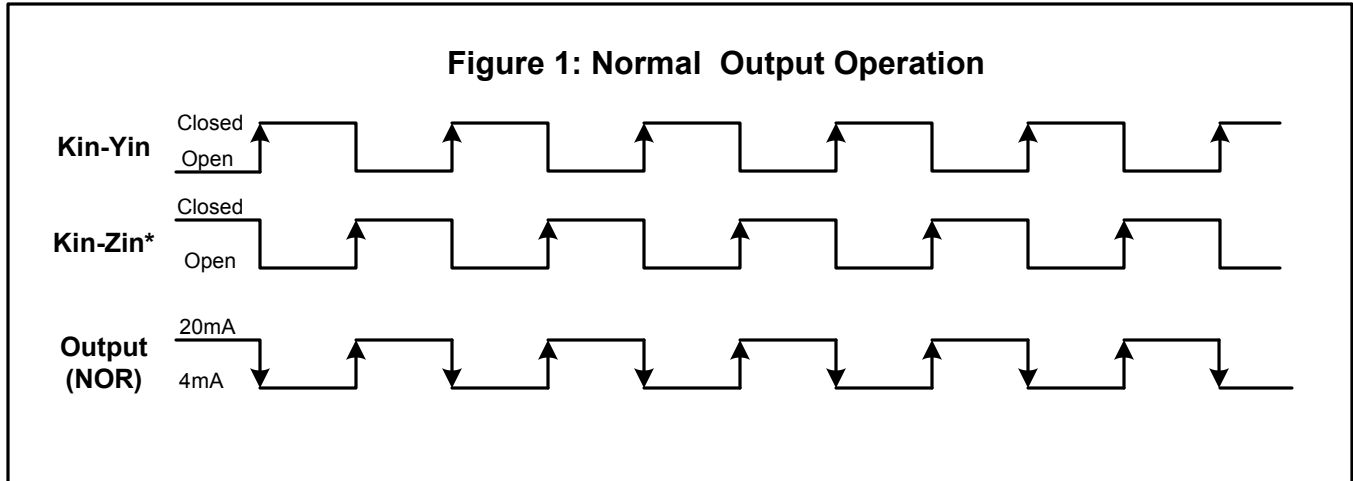 Figure 1: Normal Output Operation
Kin-Yin
Closed
Open
Kin-Zin*
Closed
Open
Output
(NOR)
20mA
4mA